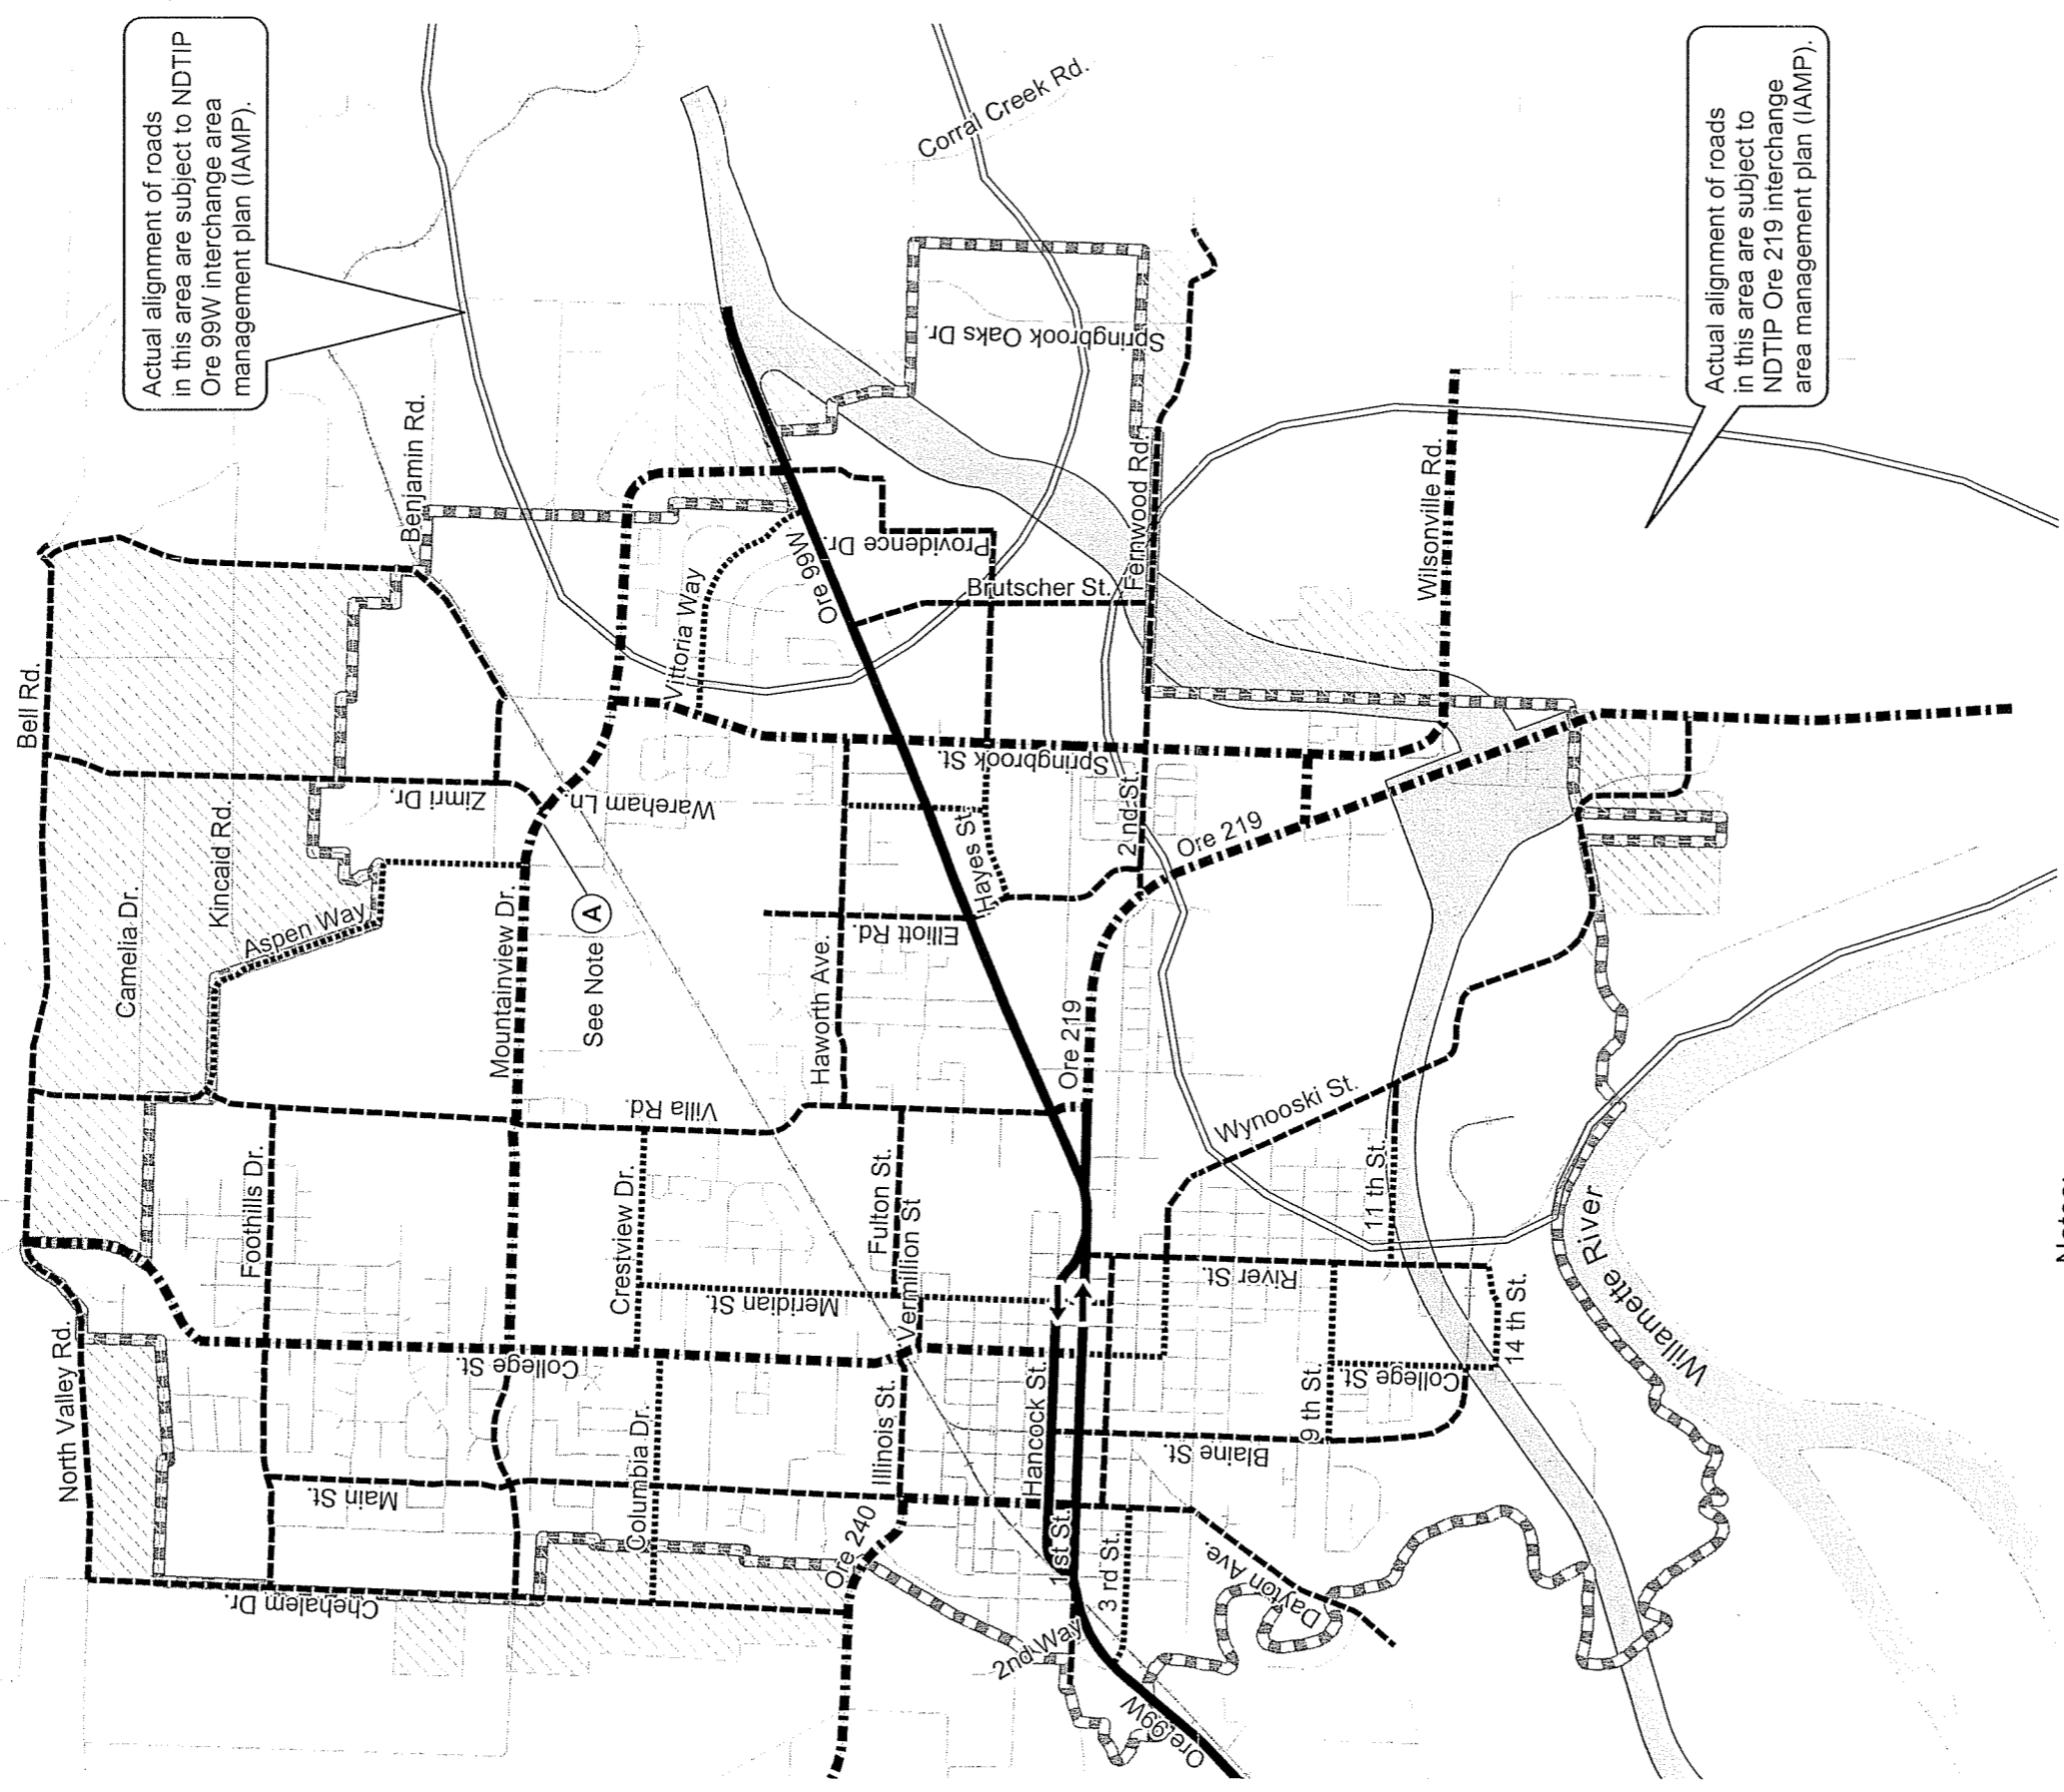 Actual alignment of roads
in this area are subject to NDTIP
Ore 99W interchange area
management plan (IAMP).
Actual alignment of roads
in this area are subject to
NDTIP Ore 219 interchange
area management plan (IAMP).
Corral Creek Rd.
Springbrook Oaks Dr.
Benjamin Rd.
Fernwood Rd.
Wilsonville Rd.
Providence Dr.
Ore 99W
Brutscher St.
Vittoria Way
Bell Rd.
Springbrook St.
Zimri Dr.
Wareham Ln.
Kincaid Rd.
2 nd St.
Ore 219
Hayes St.
Camelia Dr.
Aspen Way
Mountainview Dr.
See Note
A
Elliott Rd.
Haworth Ave.
Ore 219
Villa Rd.
Wynooski St.
Foothills Dr.
Crestview Dr.
Fulton St.
11 th St.
Willamette River
Vermillion St
Meridian St.
River St.
14 th St.
North Valley Rd.
College St.
College St.
Illinois St.
Hancock St.
9 th St.
Blaine St.
Main St.
Columbia Dr.
Ore 240
1st St.
3 rd St.
Dayton Ave.
Chehalem Dr.
2nd Way
Ore 99W